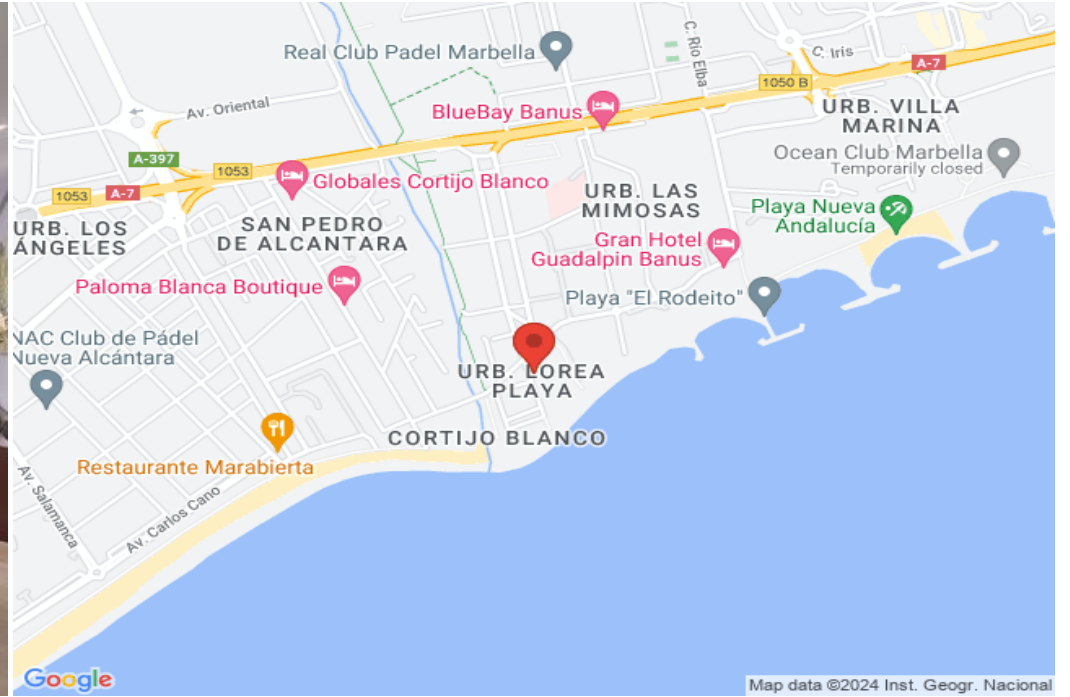 Real Club Padel Marbella
C. Río Elba
C. Iris
A-7
1050 B
BlueBay Banus
URB. VILLA
MARINA
Av. Oriental
A-397
1053
Globales Cortijo Blanco
Ocean Club Marbella
Temporarily closed
1053
A-7
URB. LAS
MIMOSAS
Playa Nueva
Andalucía
URB. LOS
ÁNGELES
SAN PEDRO
DE ALCANTARA
Gran Hotel
Guadalpin Banus
Paloma Blanca Boutique
Playa "El Rodeito"
NAC Club de Pádel
Nueva Alcántara
URB. LOREA
PLAYA
CORTIJO BLANCO
Restaurante Marabierta
Av. Salamanca
Av. Carlos Cano
Google
Map data ©2024 Inst. Geogr. Nacional